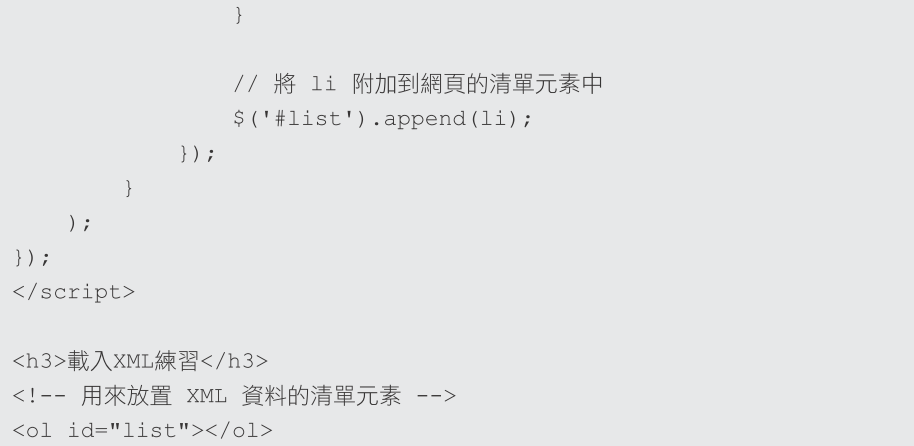 }

                // 將 li 附加到網頁的清單元素中
                $('#list').append(li);
            });
        }
    );
});
</script>

<h3>載入XML練習</h3>
<!-- 用來放置 XML 資料的清單元素 -->
<ol id="list"></ol>